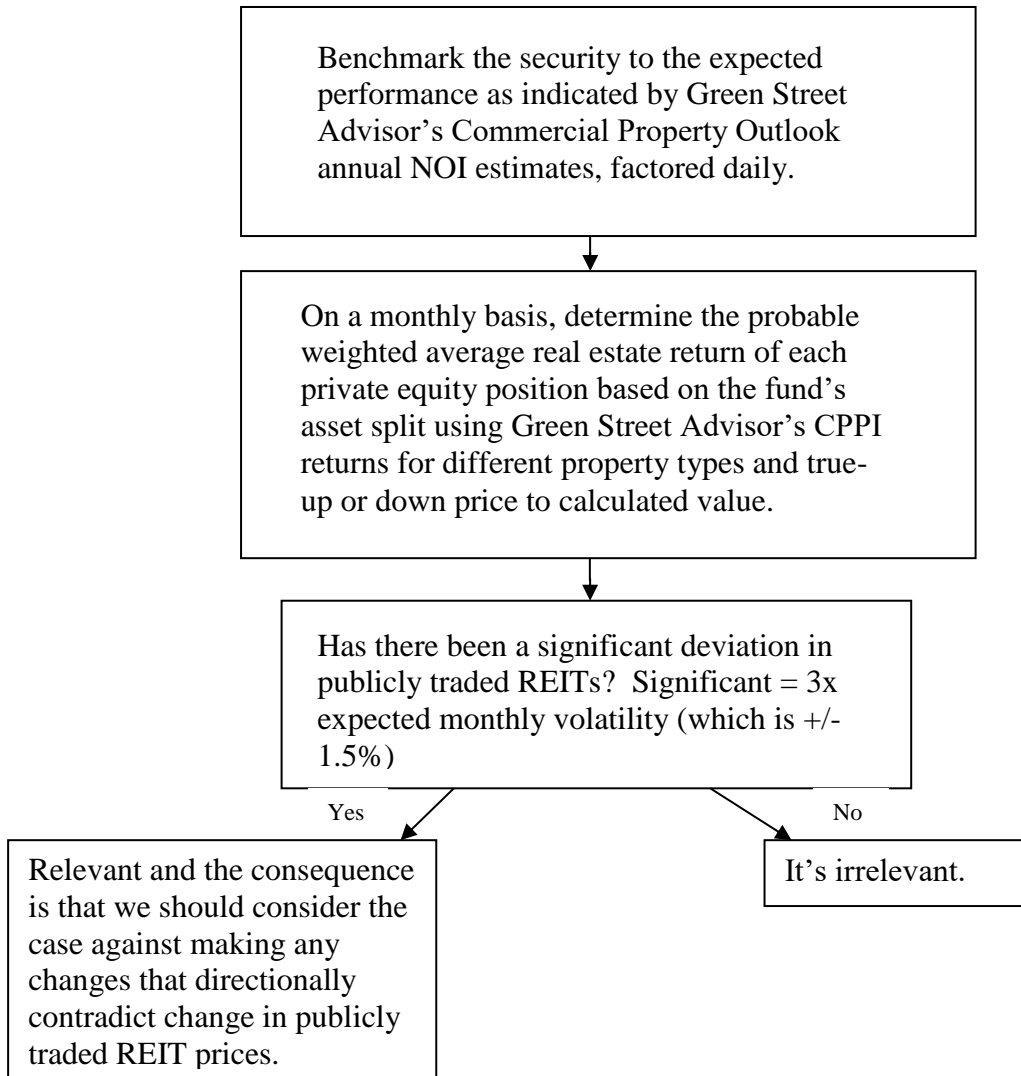 Benchmark the security to the expected
performance as indicated by Green Street
Advisor’s Commercial Property Outlook
annual NOI estimates, factored daily.
On a monthly basis, determine the probable
weighted average real estate return of each
private equity position based on the fund’s
asset split using Green Street Advisor’s CPPI
returns for different property types and true-
up or down price to calculated value.
Has there been a significant deviation in
publicly traded REITs?  Significant = 3x
expected monthly volatility (which is +/-
1.5%)
Yes
No
Relevant and the consequence
is that we should consider the
case against making any
changes that directionally
contradict change in publicly
traded REIT prices.
It’s irrelevant.